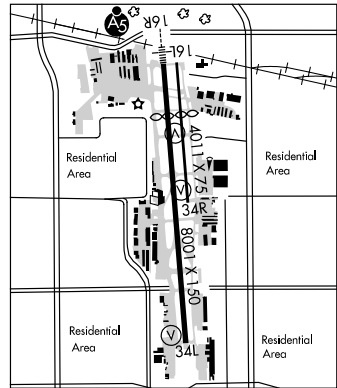 A5
16R
16L
V
4011 X 75
Residential
Area
Residential
Area
V
34R
8001 X 150
Residential
Area
Residential
Area
V
34L